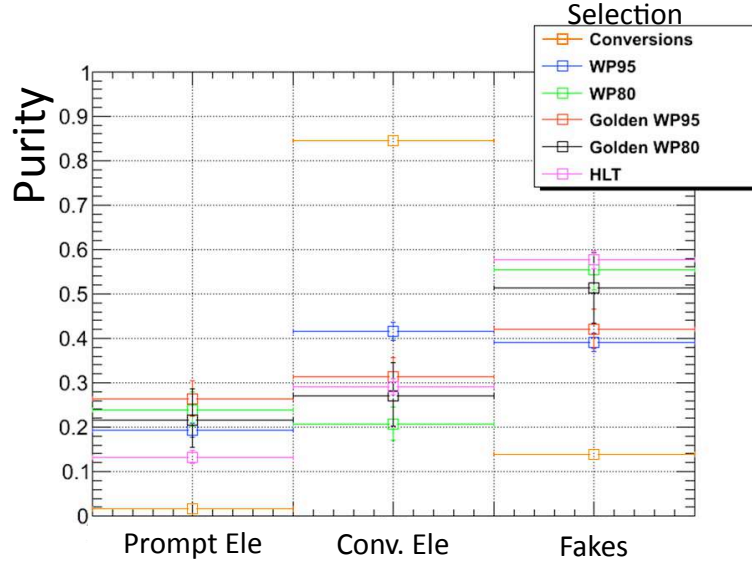 Selection
Conversions
WP95
WP80
Golden WP95
Golden WP80
HLT
Purity
1
0.9
0.8
0.7
0.6
0.5
0.4
0.3
0.2
0.1
0
Prompt Ele Conv. Ele Fakes